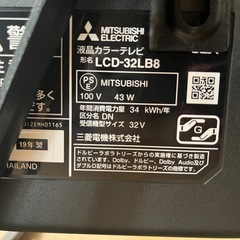 警
MITSUBISHI
ELECTRIC
液晶カラーテレビ
形名 LCD-32LB8
PS
E
MITSUBISHI
100 V 43 W
年間消費電力量 34 kWh/年
区分名 DN
受信機型サイズ 32V
三菱電機株式会社
多く
す
19年製
THAILAND
G
ドルビーラボラトリーズからの実施権に基づき製造さ
れています。Dolby、ドルビー、Dolby Audio及び
ダブルD記号はドルビーラボラトリーズの商標です。